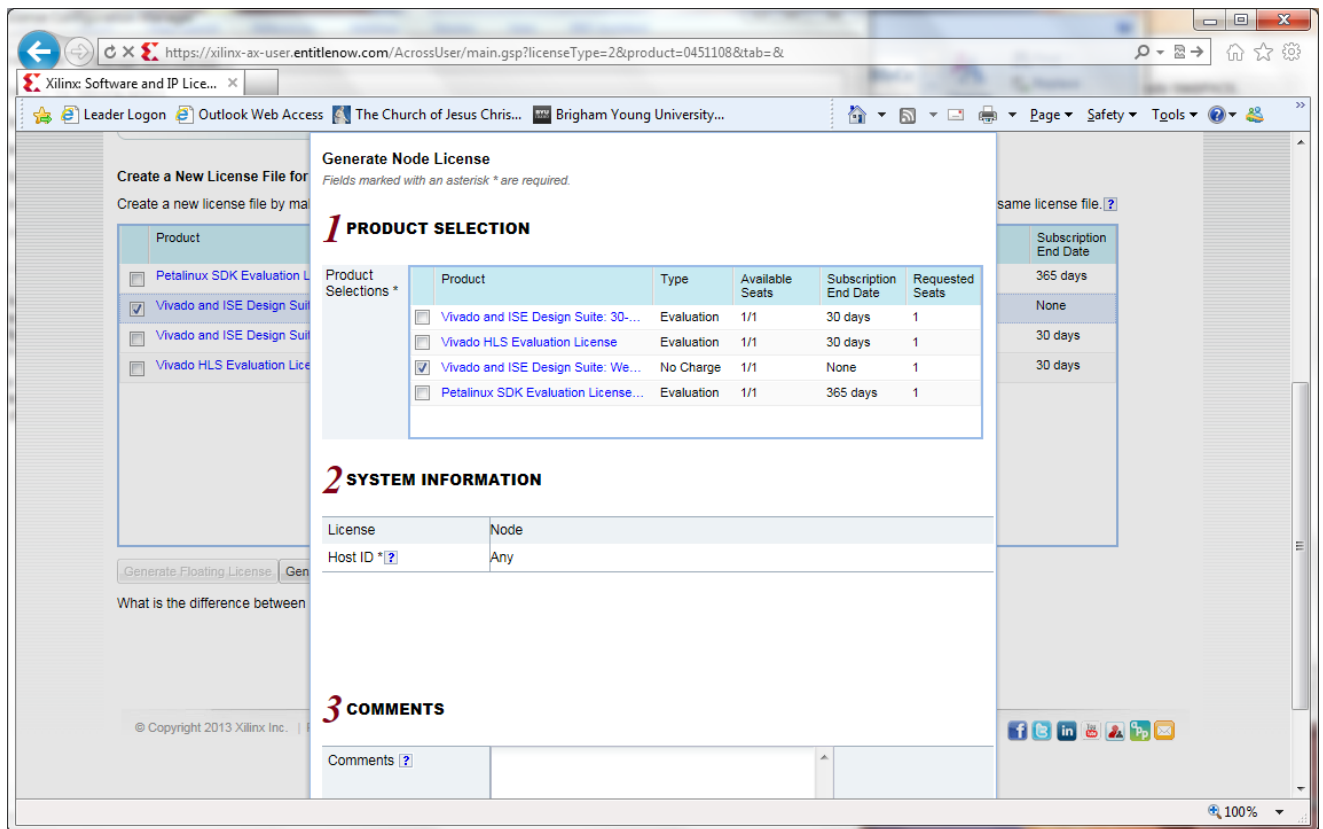 https://xilinx-ax-user.entitlenow.com/AcrossUser/main.gsp?licenseType=2&product=0451108&tab=&
Xilinx: Software and IP Lice...
Leader Logon Outlook Web Access The Church of Jesus Chris... Brigham Young University... Page Safety Tools
Generate Node License
Fields marked with an asterisk * are required.
Create a New License File for
Create a new license file by ma
same license file.
1 PRODUCT SELECTION
Product
Subscription
End Date
Petalinux SDK Evaluation L
365 days
Vivado and ISE Design Suit
None
Vivado and ISE Design Suit
30 days
Vivado HLS Evaluation Lice
30 days
Product
Selections *
Product Type Available Seats Subscription End Date Requested Seats
Vivado and ISE Design Suite: 30-... Evaluation 1/1 30 days 1
Vivado HLS Evaluation License Evaluation 1/1 30 days 1
Vivado and ISE Design Suite: We... No Charge 1/1 None 1
Petalinux SDK Evaluation License... Evaluation 1/1 365 days 1
2 SYSTEM INFORMATION
License Node
Host ID * ? Any
Generate Floating License Gen
What is the difference between
3 COMMENTS
© Copyright 2013 Xilinx Inc. |
Comments ?
100%